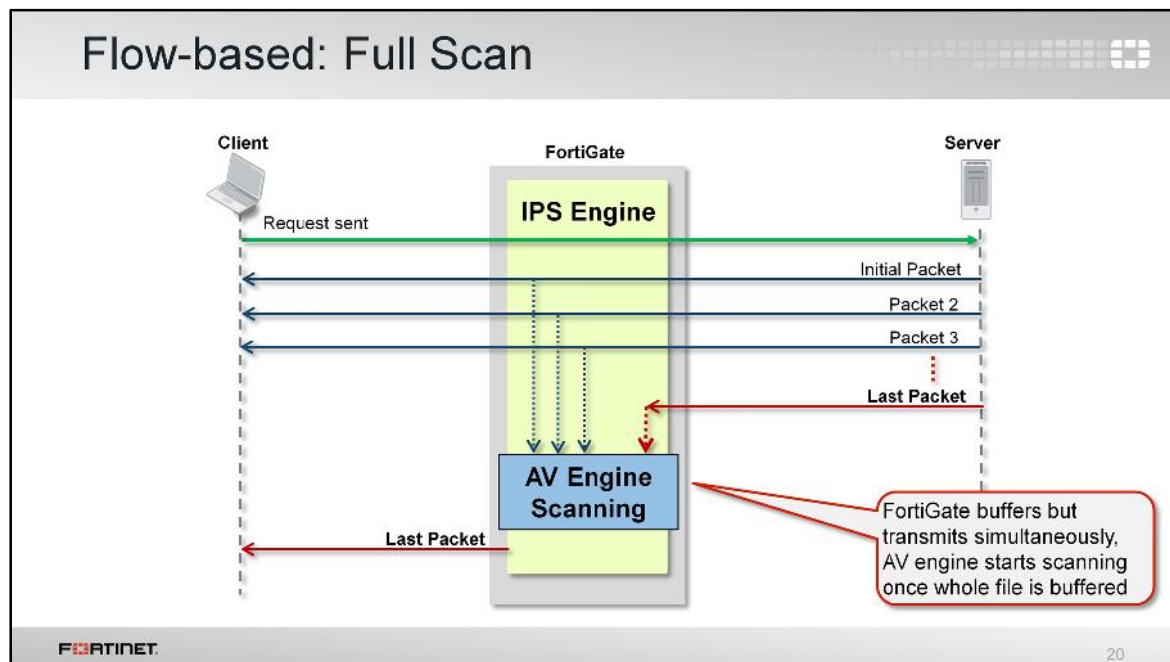 Flow-based: Full Scan
Client
FortiGate
Server
IPS Engine
Request sent
Initial Packet
Packet 2
Packet 3
Last Packet
AV Engine
Scanning
Last Packet
FortiGate buffers but
transmits simultaneously,
AV engine starts scanning
once whole file is buffered
FORTINET
20